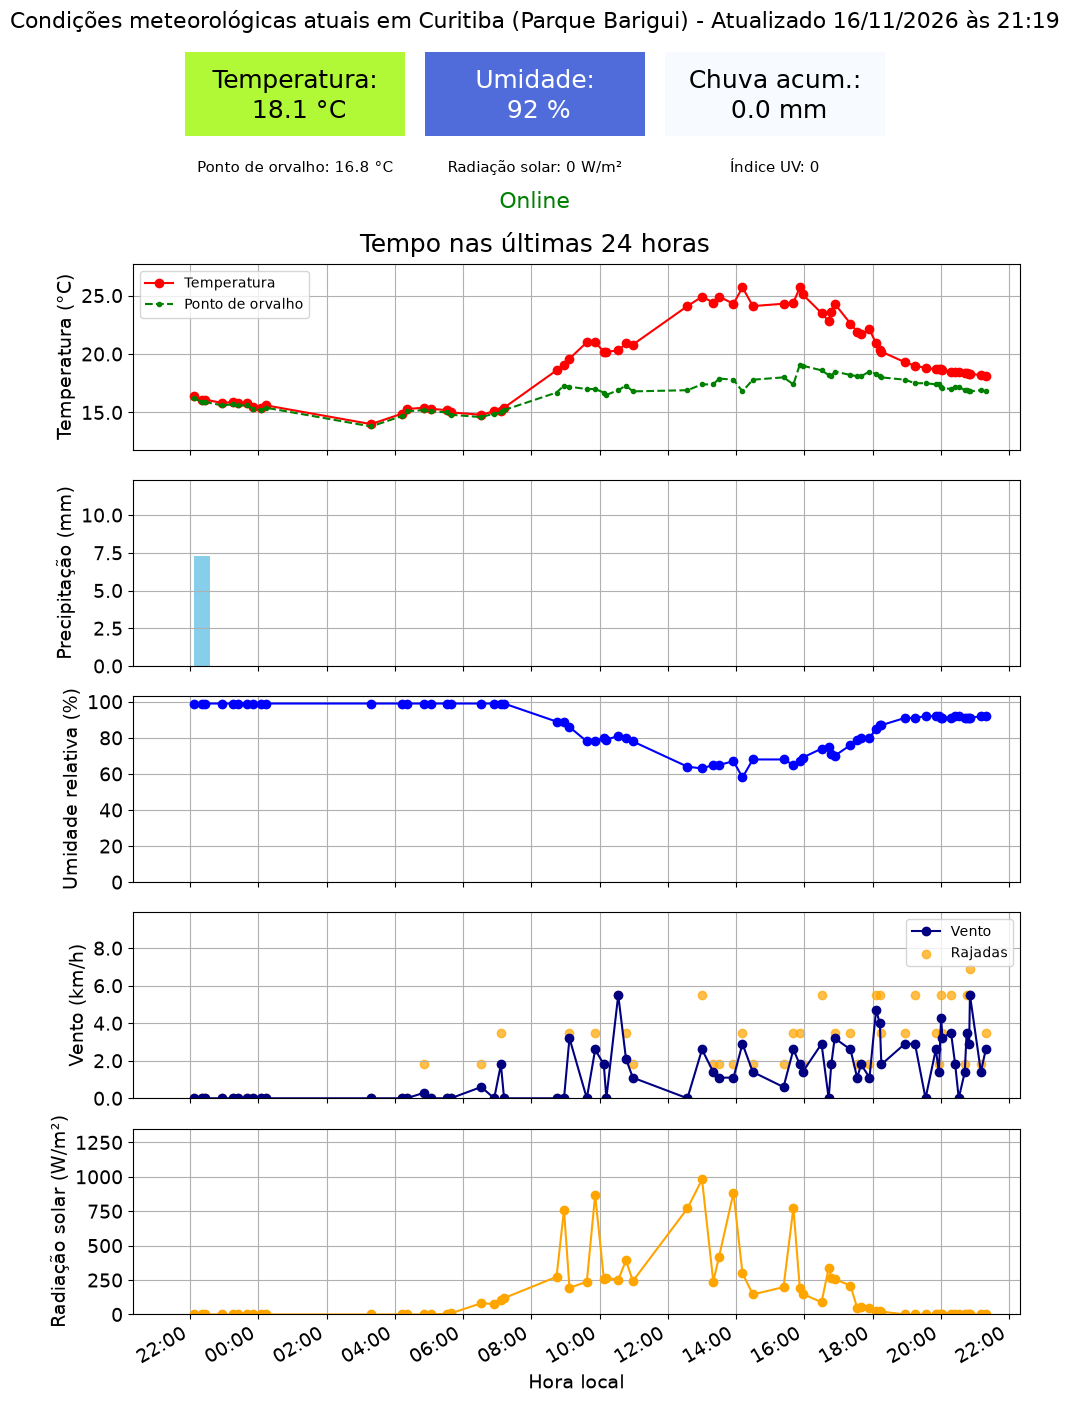 Condições meteorológicas atuais em Curitiba (Parque Barigui) - Atualizado 16/11/2026 às 21:19
Temperatura:
18.1 °C
Umidade:
92 %
Chuva acum.:
0.0 mm
Ponto de orvalho: 16.8 °C
Radiação solar: 0 W/m²
Índice UV: 0
Online
Tempo nas últimas 24 horas
Temperatura (°C)
25.0
20.0
15.0
Temperatura
Ponto de orvalho
Precipitação (mm)
10.0
7.5
5.0
2.5
0.0
Umidade relativa (%)
100
80
60
40
20
0
Vento (km/h)
8.0
6.0
4.0
2.0
0.0
Vento
Rajadas
Radiação solar (W/m²)
1250
1000
750
500
250
0
22:00
00:00
02:00
04:00
06:00
08:00
10:00
12:00
14:00
16:00
18:00
20:00
22:00
Hora local